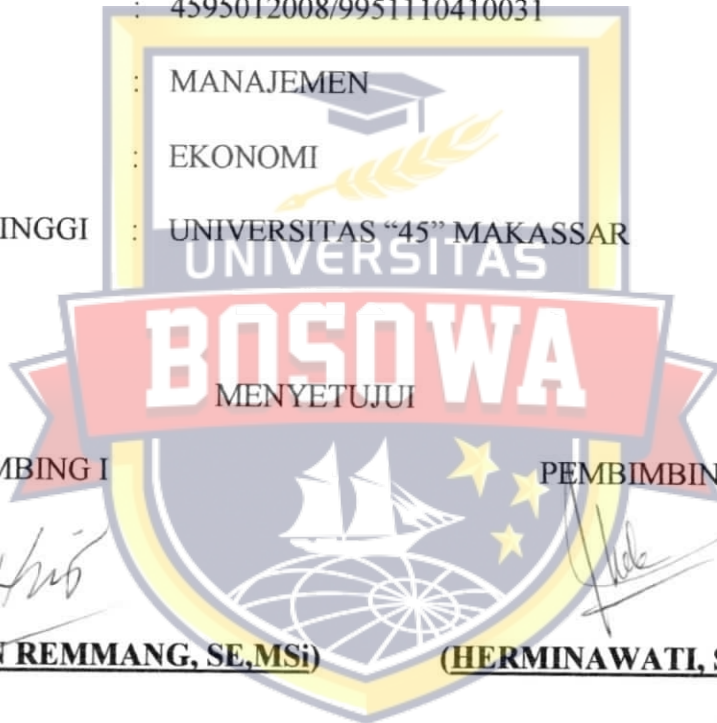 : 4595012008/9951110410031
: MANAJEMEN
: EKONOMI
INGGI : UNIVERSITAS “45” MAKASSAR
UNIVERSITAS
BOSOWA
MENYETUJUI
MBING I PEMBIMBIN
N REMMANG, SE,MSi) (HERMINAWATI, S